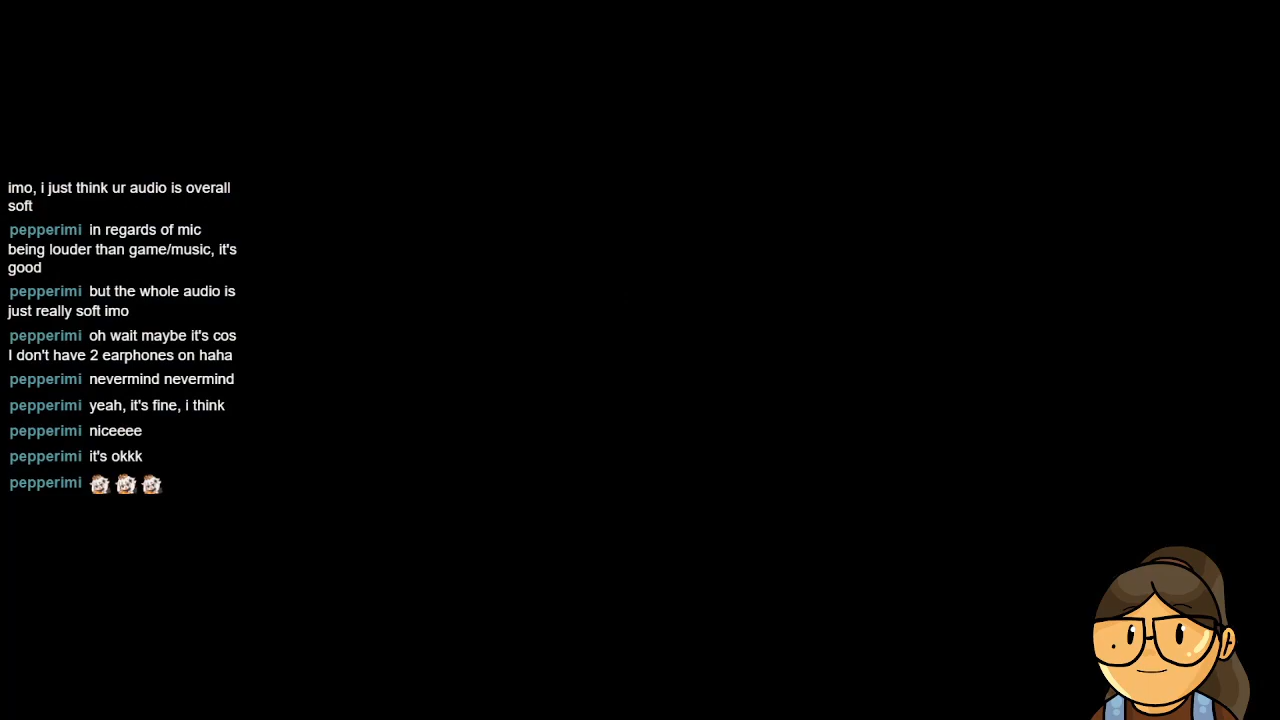 imo, i just think ur audio is overall
soft
pepperimi in regards of mic
being louder than game/music, it's
good
pepperimi but the whole audio is
just really soft imo
pepperimi oh wait maybe it's cos
I don't have 2 earphones on haha
pepperimi nevermind nevermind
pepperimi yeah, it's fine, i think
pepperimi niceeee
pepperimi it's okkk
pepperimi